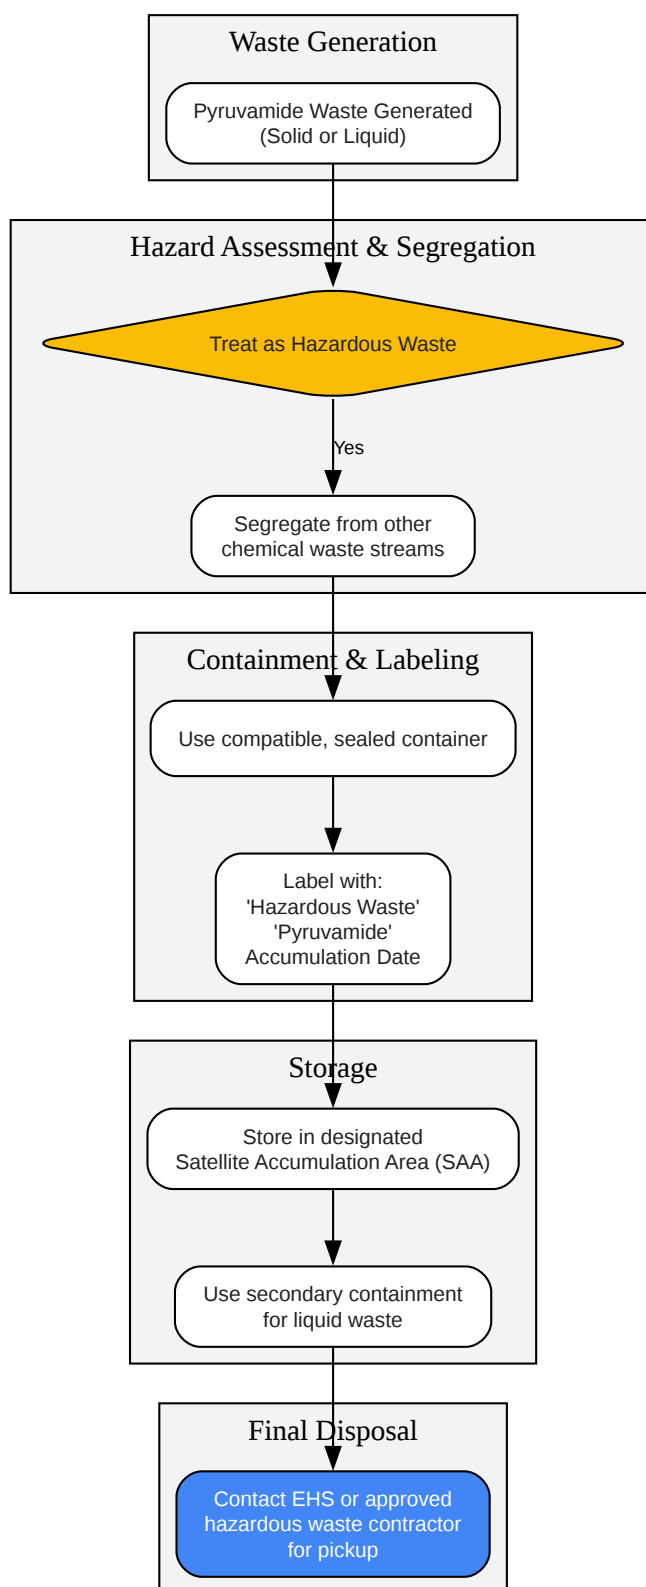 Waste Generation
Pyruvamide Waste Generated
(Solid or Liquid)
Hazard Assessment & Segregation
Treat as Hazardous Waste
Yes
Segregate from other
chemical waste streams
Containment & Labeling
Use compatible, sealed container
Label with:
'Hazardous Waste'
'Pyruvamide'
Accumulation Date
Storage
Store in designated
Satellite Accumulation Area (SAA)
Use secondary containment
for liquid waste
Final Disposal
Contact EHS or approved
hazardous waste contractor
for pickup